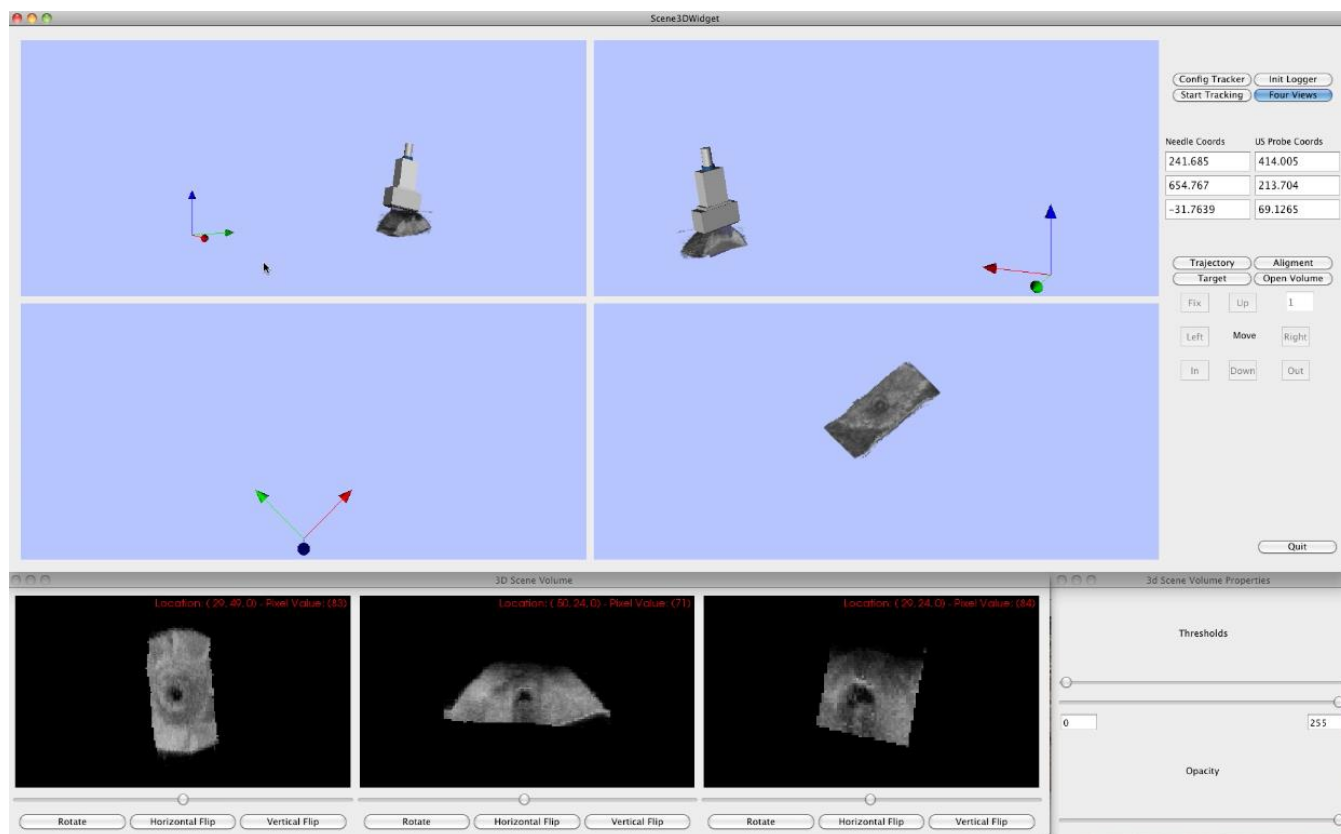 Scene3DWidget
Config Tracker Init Logger
Start Tracking Four Views
Needle Coords US Probe Coords
241.685 414.005
654.767 213.704
-31.7639 69.1265
Trajectory Aligment
Target Open Volume
Fix Up 1
Left Move Right
In Down Out
Quit
3D Scene Volume
3d Scene Volume Properties
Location: ( 29, 49, 0) - Pixel Value: (83)
Location: ( 50, 24, 0) - Pixel Value: (71)
Location: ( 29, 24, 0) - Pixel Value: (84)
Thresholds
0 255
Opacity
Rotate Horizontal Flip Vertical Flip
Rotate Horizontal Flip Vertical Flip
Rotate Horizontal Flip Vertical Flip